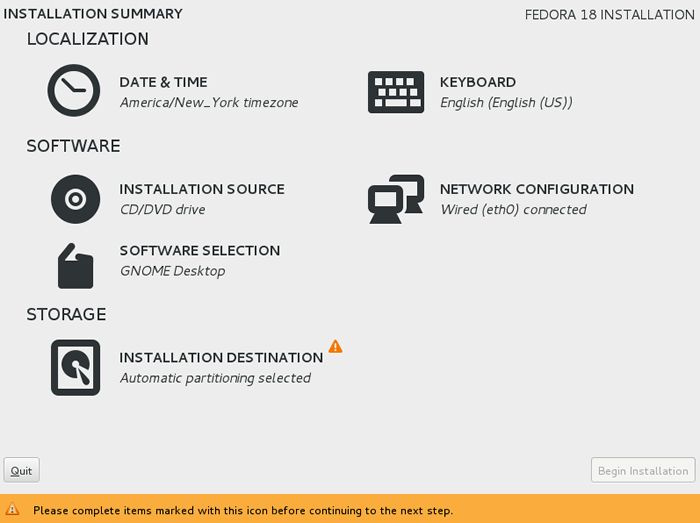 INSTALLATION SUMMARY
FEDORA 18 INSTALLATION
LOCALIZATION
DATE & TIME
America/New_York timezone
KEYBOARD
English (English (US))
SOFTWARE
INSTALLATION SOURCE
CD/DVD drive
NETWORK CONFIGURATION
Wired (eth0) connected
SOFTWARE SELECTION
GNOME Desktop
STORAGE
INSTALLATION DESTINATION
Automatic partitioning selected
Quit
Begin Installation
Please complete items marked with this icon before continuing to the next step.